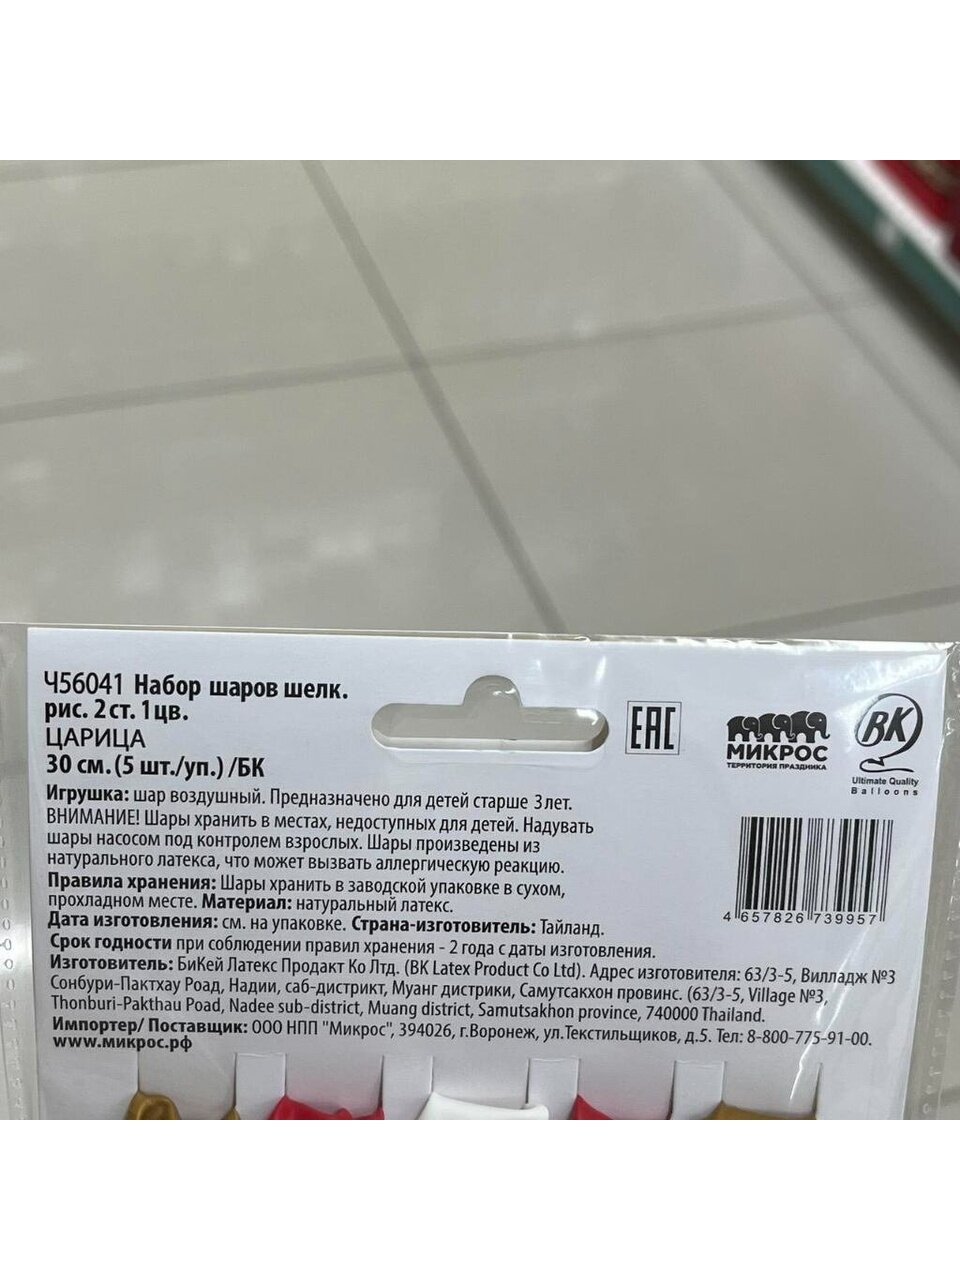 Ч56041 Набор шаров шелк.
рис. 2 ст. 1 цв.
ЦАРИЦА
30 см. (5 шт./уп.) /БК
EAC
МИКРОС
ТЕРРИТОРИЯ ПРАЗДНИКА
BK
Ultimate Quality
Balloons
Игрушка: шар воздушный. Предназначено для детей старше 3 лет.
ВНИМАНИЕ! Шары хранить в местах, недоступных для детей. Надувать
шары насосом под контролем взрослых. Шары произведены из
натурального латекса, что может вызвать аллергическую реакцию.
Правила хранения: Шары хранить в заводской упаковке в сухом,
прохладном месте. Материал: натуральный латекс.
Дата изготовления: см. на упаковке. Страна-изготовитель: Тайланд.
Срок годности при соблюдении правил хранения - 2 года с даты изготовления.
Изготовитель: БиКей Латекс Продакт Ко Лтд. (BK Latex Product Co Ltd). Адрес изготовителя: 63/3-5, Вилладж №3
Сонбури-Пактхау Роад, Надии, саб-дистрикт, Муанг дистрики, Самутсакхон провинс. (63/3-5, Village №3,
Thonburi-Pakthau Poad, Nadee sub-district, Muang district, Samutsakhon province, 740000 Thailand.
Импортер/ Поставщик: ООО НПП "Микрос", 394026, г.Воронеж, ул.Текстильщиков, д.5. Тел: 8-800-775-91-00.
www.микрос.рф
4 657826 739957